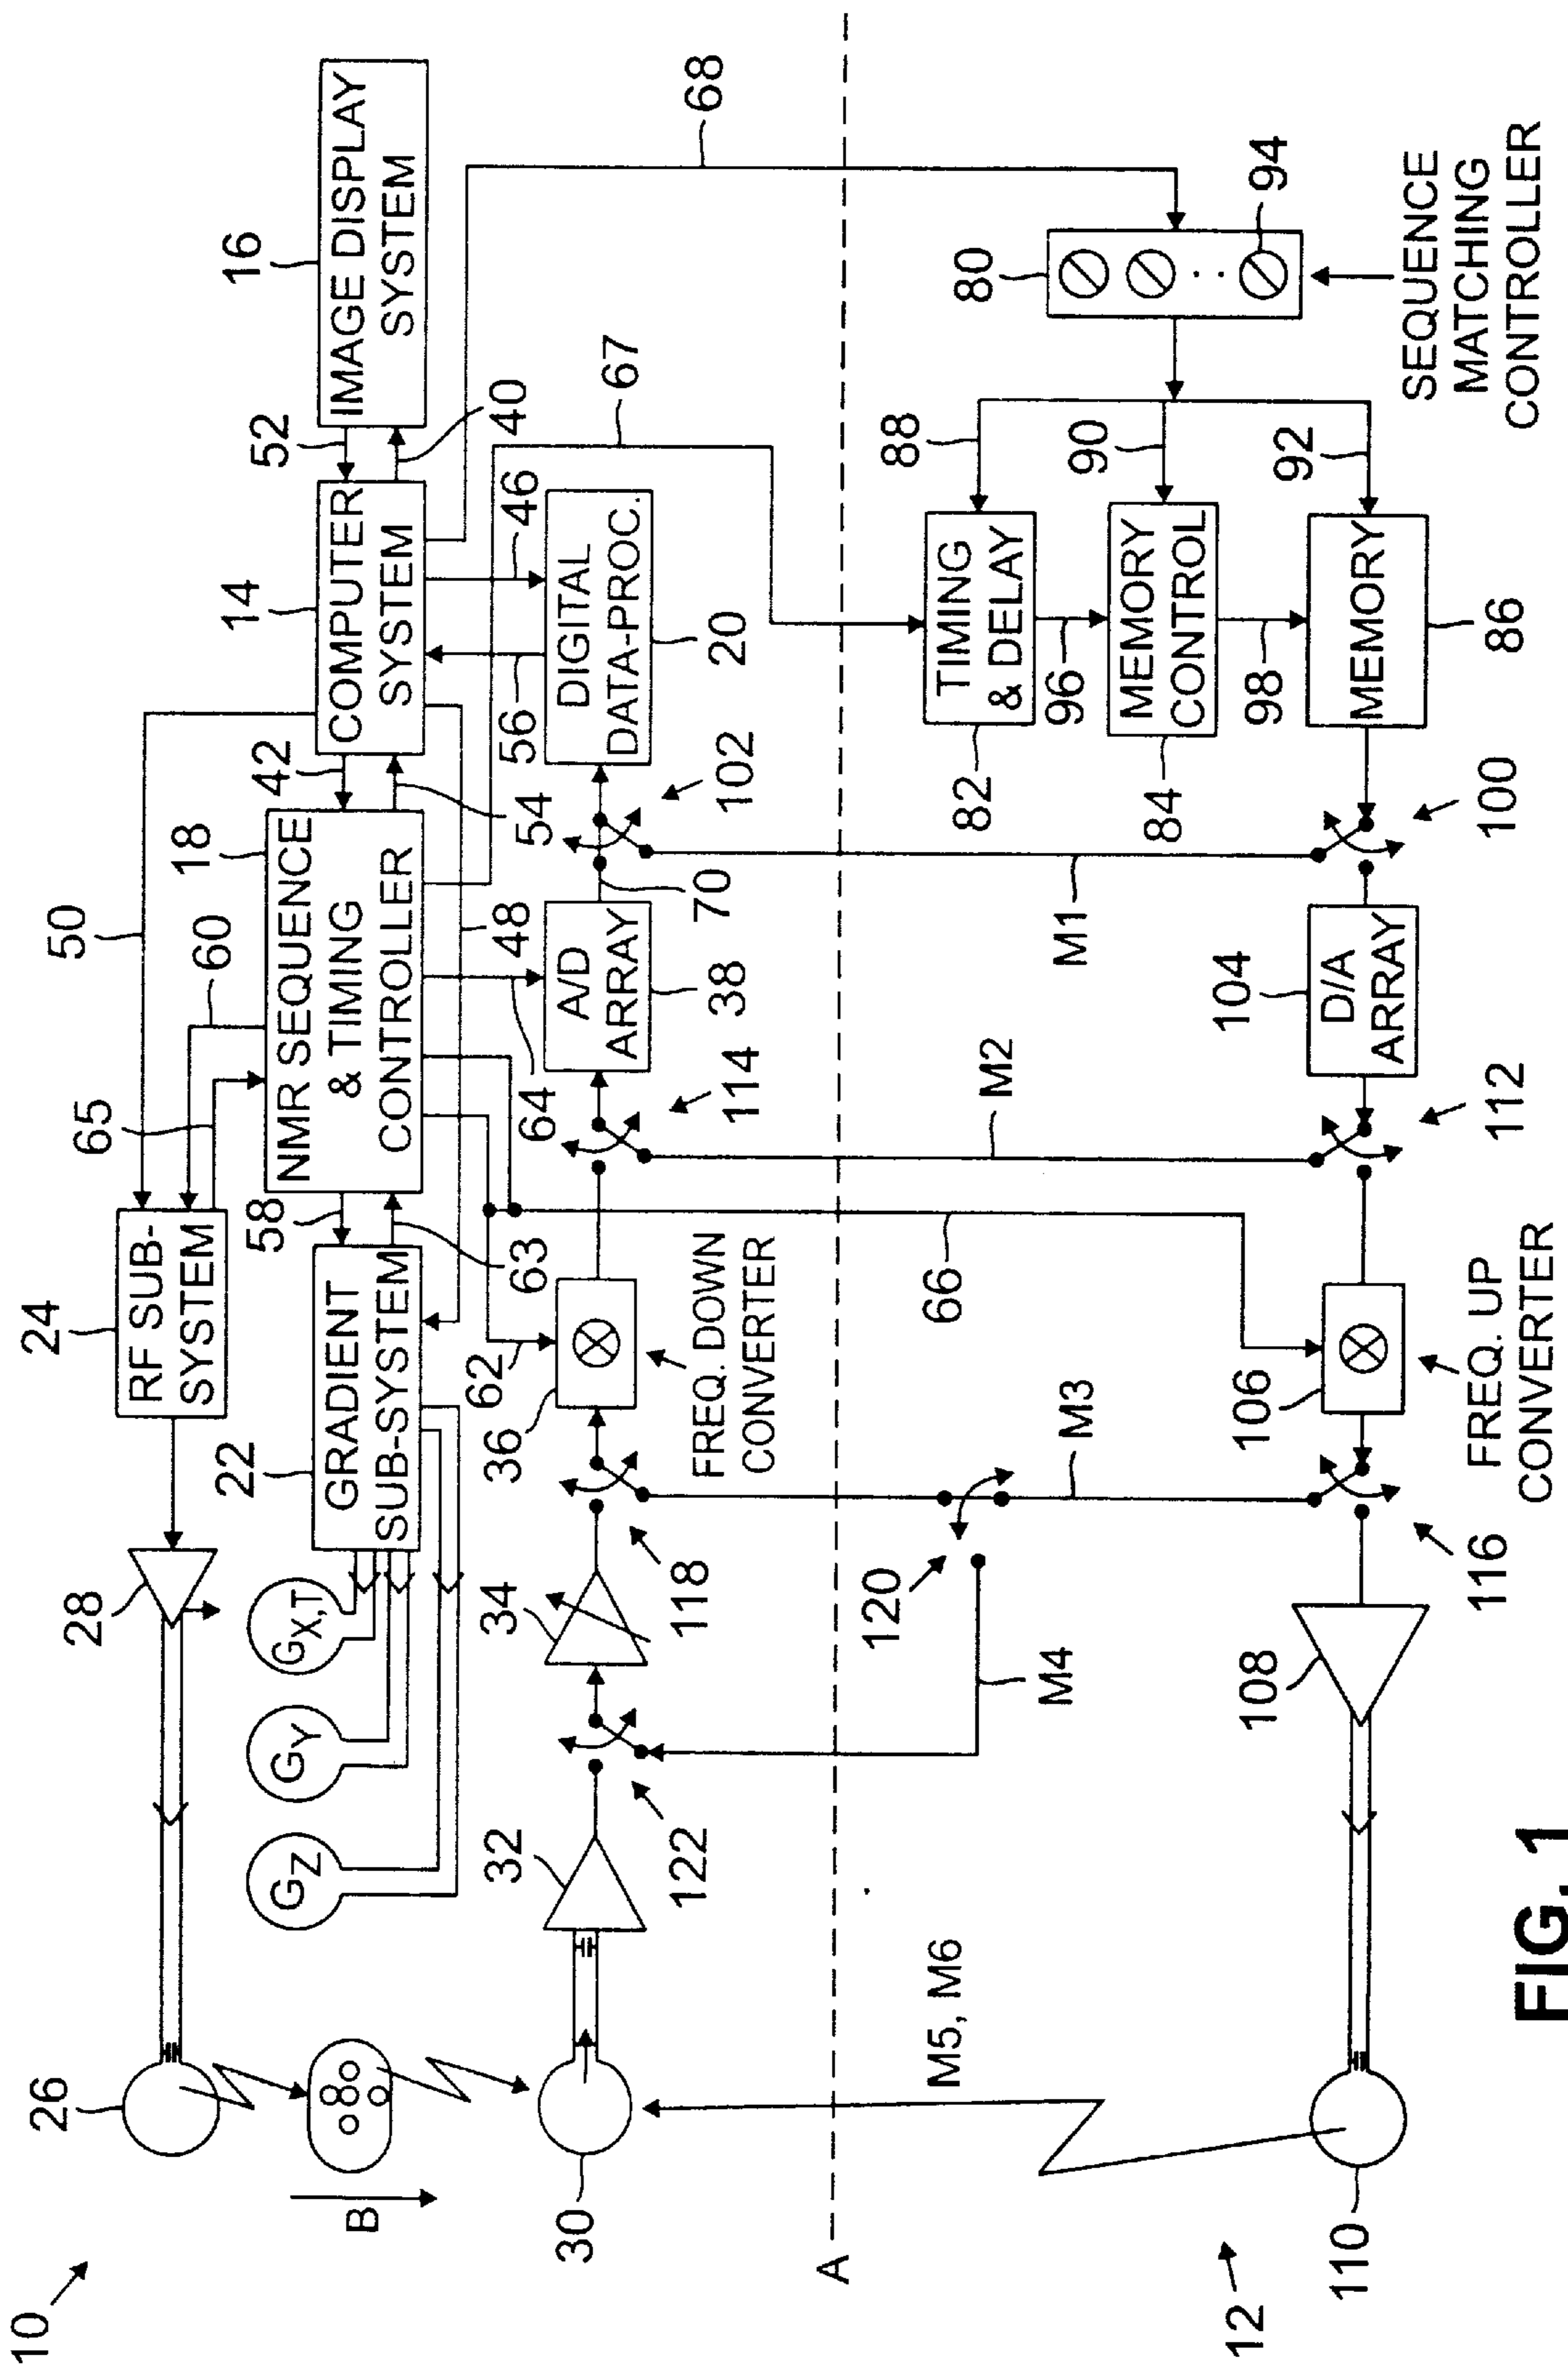 10
26
28
24
RF SUB-
SYSTEM
65
60
50
14
16
B
GZ
GY
GX,T
22
GRADIENT
SUB-SYSTEM
58
63
18
NMR SEQUENCE
& TIMING
CONTROLLER
42
54
COMPUTER
SYSTEM
52
40
IMAGE DISPLAY
SYSTEM
30
32
122
34
118
36
62
FREQ. DOWN
CONVERTER
114
64
48
A/D
ARRAY
38
70
102
56
46
DIGITAL
DATA-PROC.
20
67
68
A
M5, M6
M4
120
M3
66
M2
M1
82
TIMING
& DELAY
88
96
84
MEMORY
CONTROL
90
98
MEMORY
86
92
80
94
SEQUENCE
MATCHING
CONTROLLER
12
110
108
116
106
FREQ. UP
CONVERTER
112
104
D/A
ARRAY
100
FIG. 1